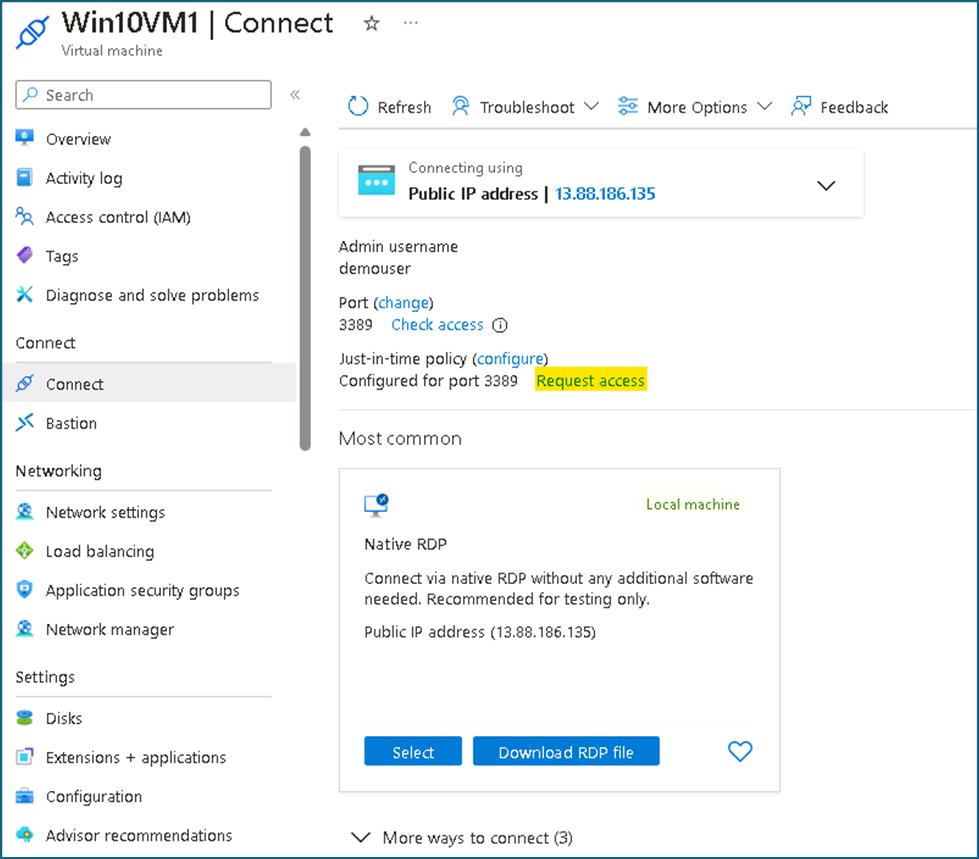 Win10VM1 | Connect
Virtual machine
Search
Overview
Activity log
Access control (IAM)
Tags
Diagnose and solve problems
Connect
Connect
Bastion
Networking
Network settings
Load balancing
Application security groups
Network manager
Settings
Disks
Extensions + applications
Configuration
Advisor recommendations
Refresh Troubleshoot More Options Feedback
Connecting using
Public IP address | 13.88.186.135
Admin username
demouser
Port (change)
3389 Check access
Just-in-time policy (configure)
Configured for port 3389 Request access
Most common
Local machine
Native RDP
Connect via native RDP without any additional software
needed. Recommended for testing only.
Public IP address (13.88.186.135)
Select Download RDP file
More ways to connect (3)